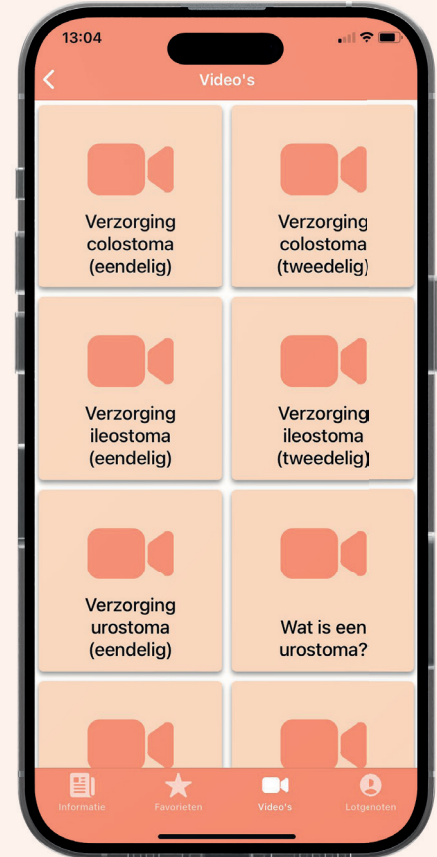 13:04
Video's
Verzorging
colostoma
(eendelig)
Verzorging
colostoma
(tweedelig)
Verzorging
ileostoma
(eendelig)
Verzorging
ileostoma
(tweedelig)
Verzorging
urostoma
(eendelig)
Wat is een
urostoma?
Informatie
Favorieten
Video's
Lotgenoten